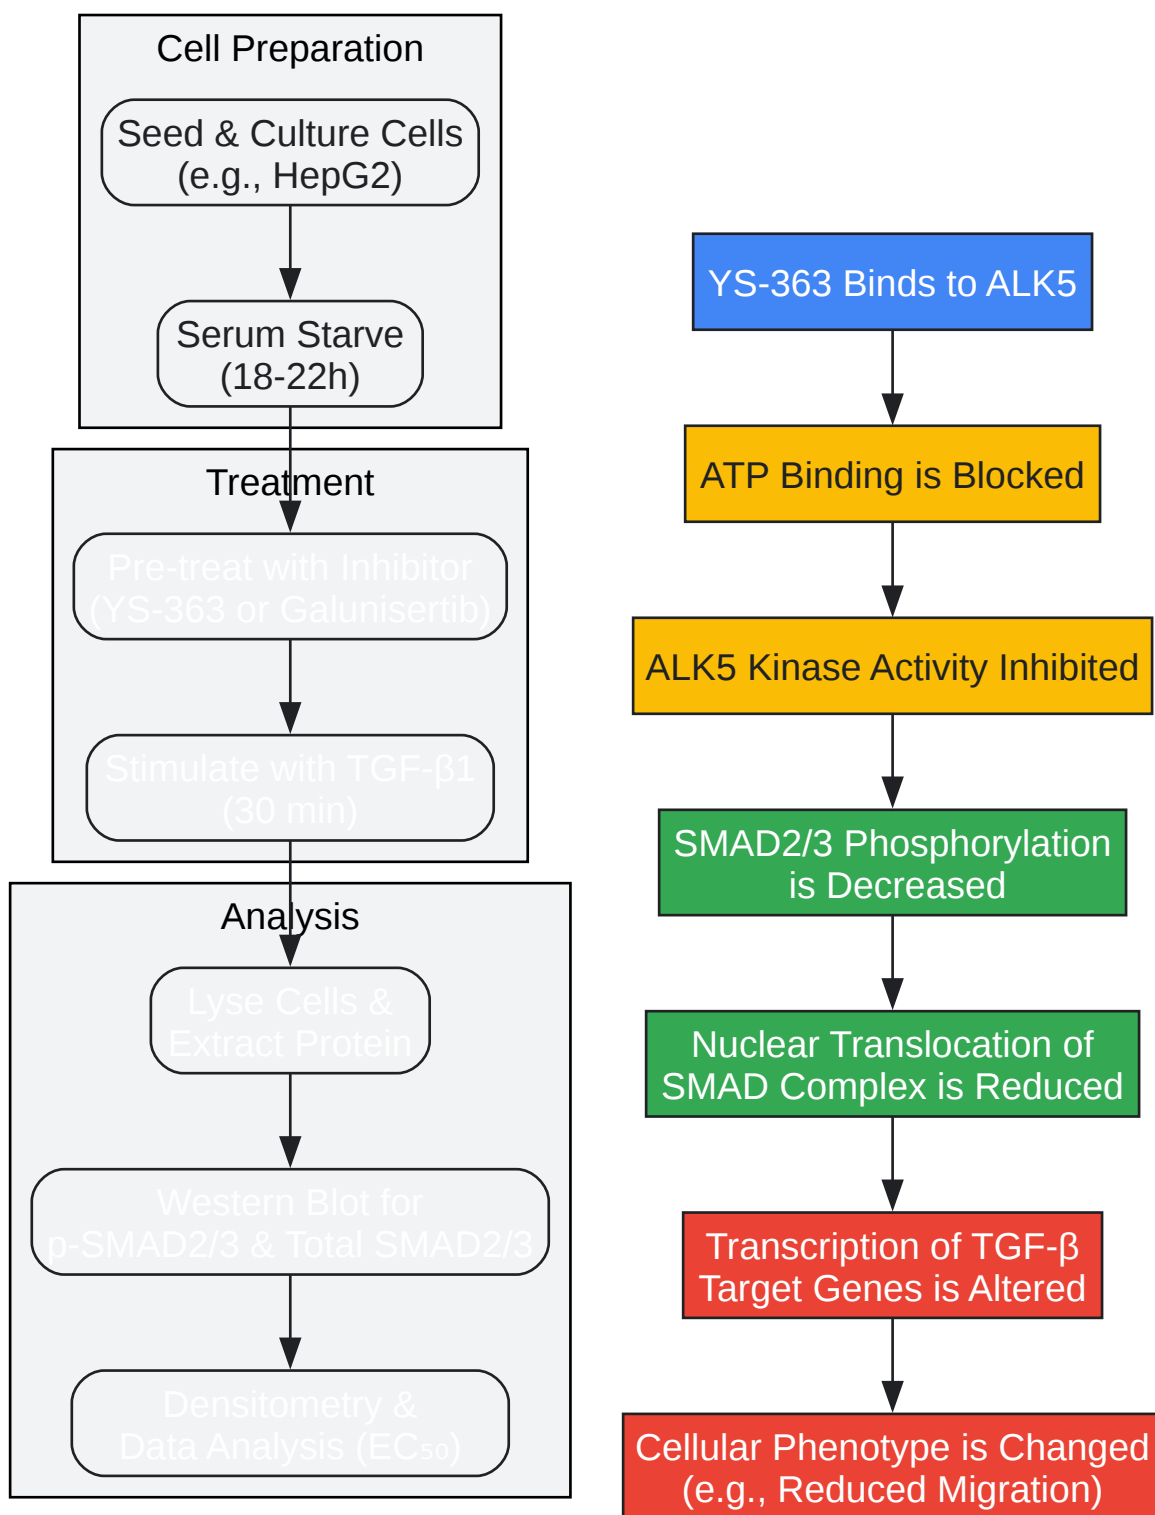 Cell Preparation
Seed & Culture Cells
(e.g., HepG2)
Serum Starve
(18-22h)
Treatment
Pre-treat with Inhibitor
(YS-363 or Galunisertib)
Stimulate with TGF-β1
(30 min)
Analysis
Lyse Cells &
Extract Protein
Western Blot for
p-SMAD2/3 & Total SMAD2/3
Densitometry &
Data Analysis (EC₅₀)
YS-363 Binds to ALK5
ATP Binding is Blocked
ALK5 Kinase Activity Inhibited
SMAD2/3 Phosphorylation
is Decreased
Nuclear Translocation of
SMAD Complex is Reduced
Transcription of TGF-β
Target Genes is Altered
Cellular Phenotype is Changed
(e.g., Reduced Migration)